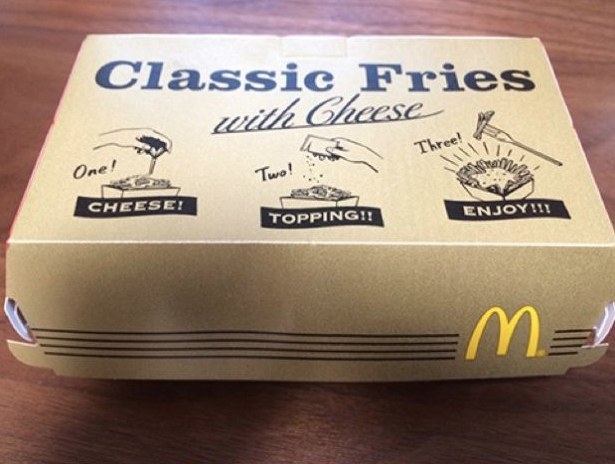 Classic Fries
with Cheese
One!
CHEESE!
Two!
TOPPING!!
Three!
ENJOY!!!
M